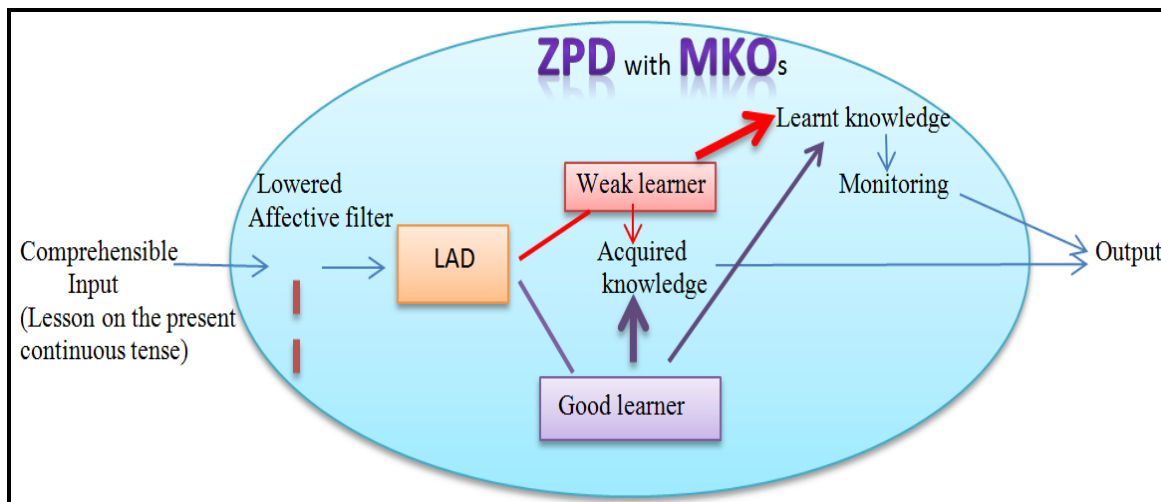 ZPD with MKOs
Learnt knowledge
Weak learner
Monitoring
Lowered
Affective filter
Comprehensible
Input
(Lesson on the present
continuous tense)
LAD
Acquired
knowledge
Output
Good learner